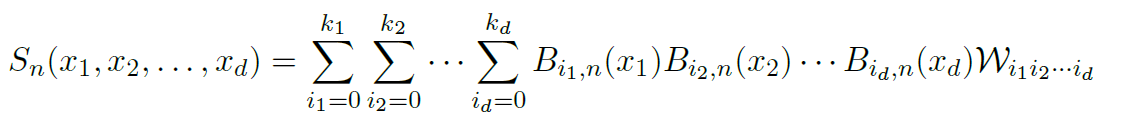 $S_n(x_1, x_2, \ldots, x_d) = \sum_{i_1=0}^{k_1} \sum_{i_2=0}^{k_2} \cdots \sum_{i_d=0}^{k_d} B_{i_1,n}(x_1) B_{i_2,n}(x_2) \cdots B_{i_d,n}(x_d) \mathcal{W}_{i_1 i_2 \cdots i_d}$